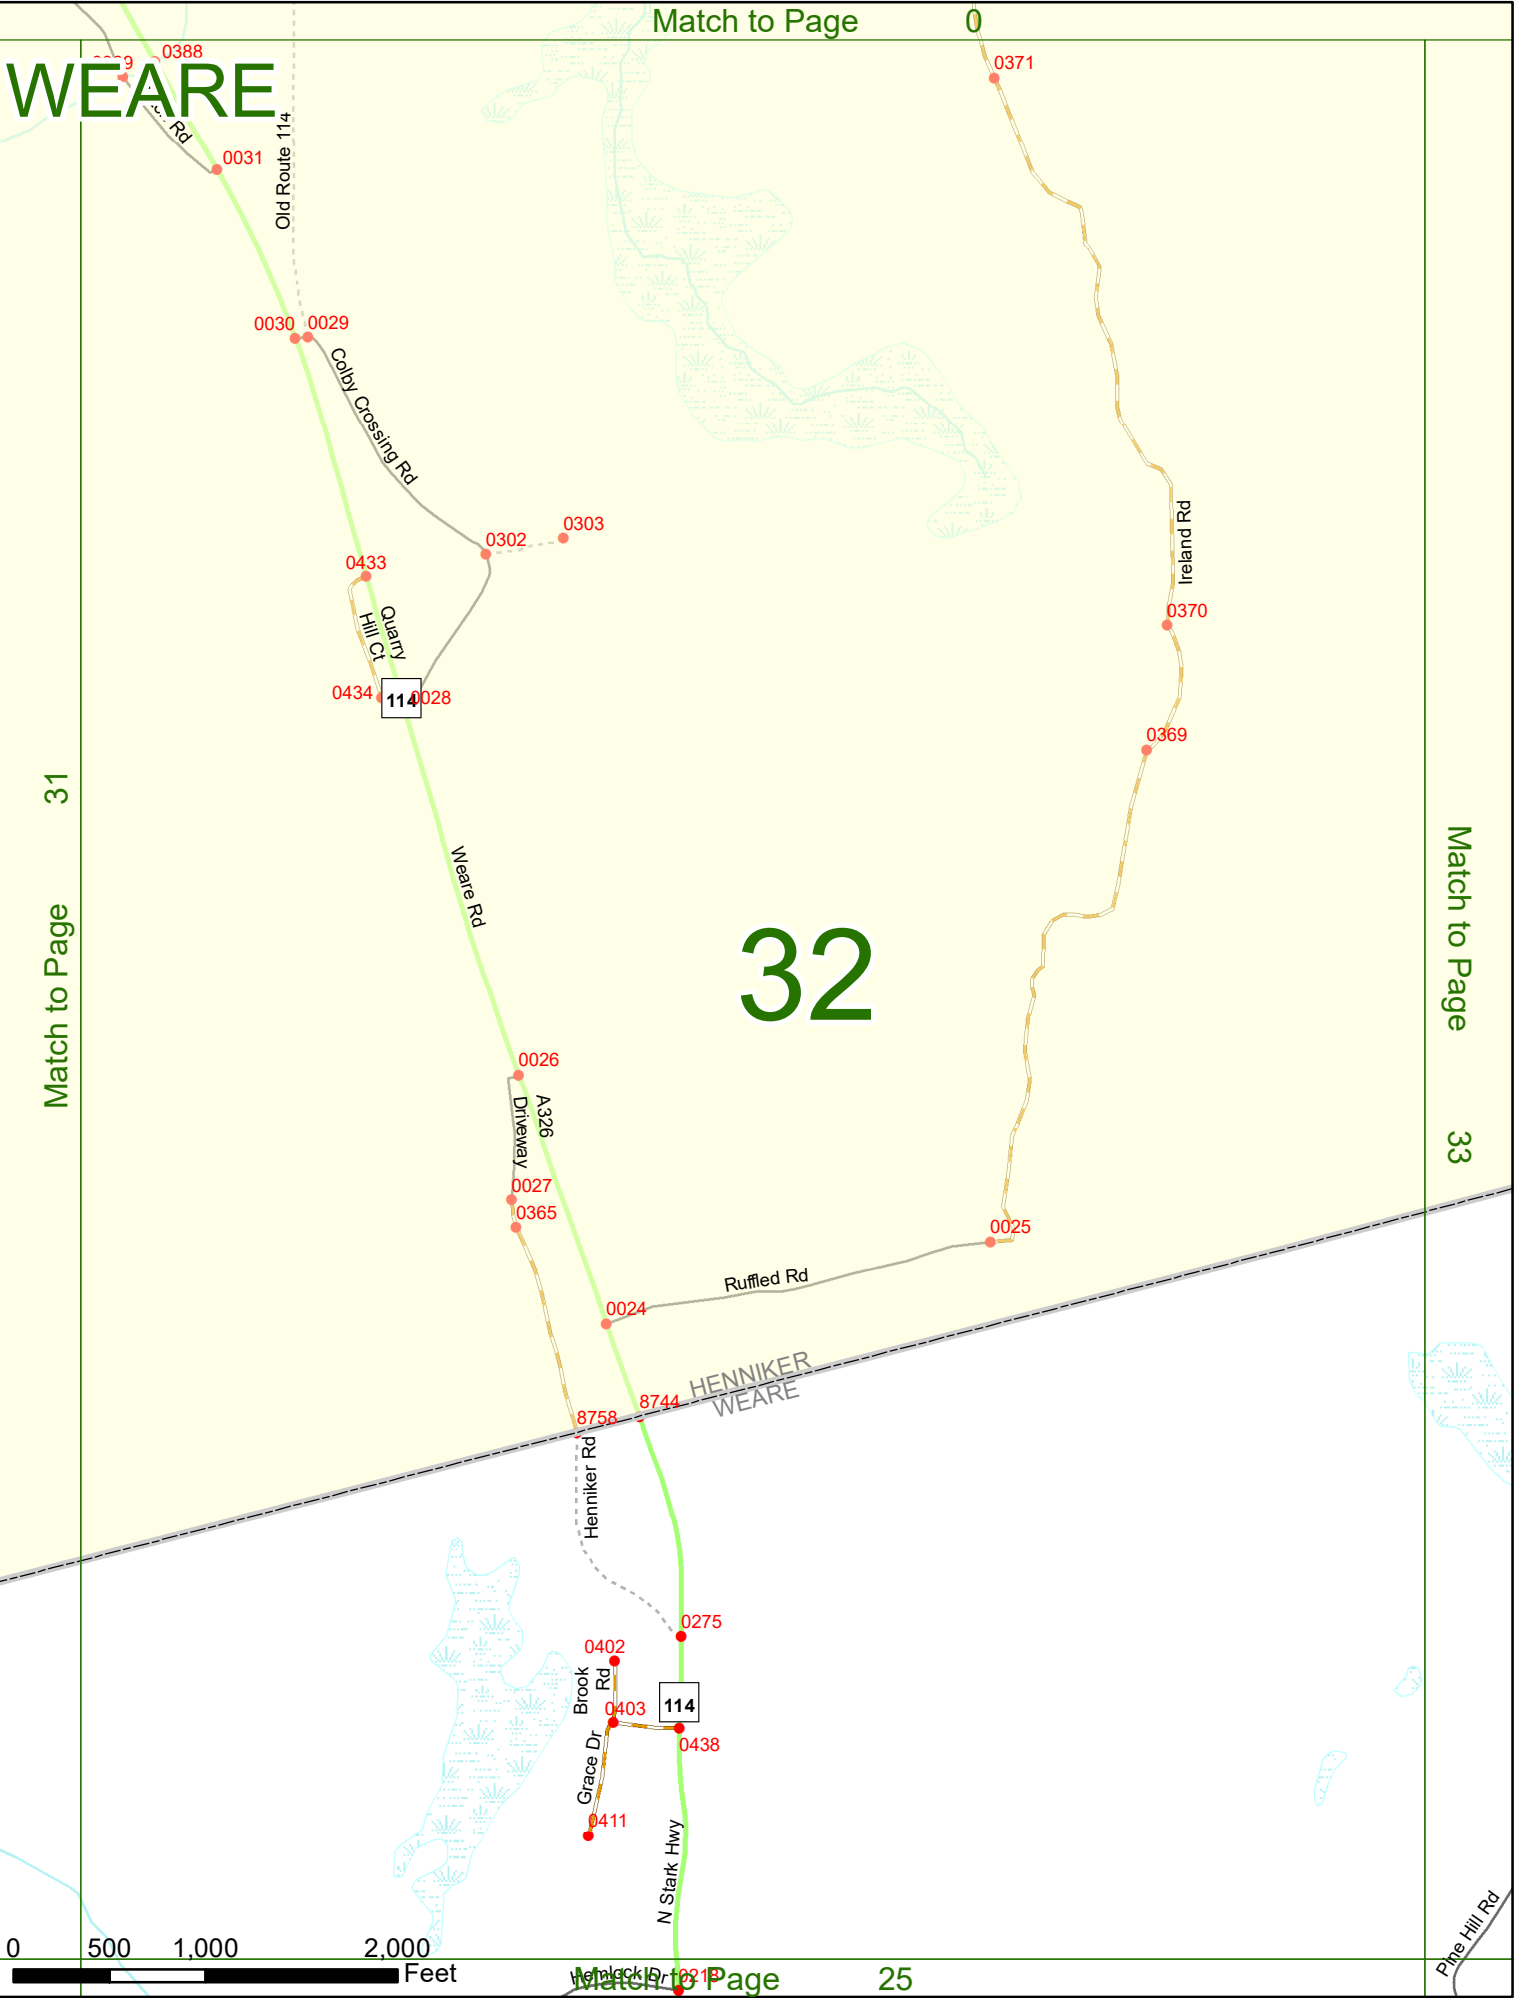 Match to Page 0
WEARE
0388
0371
Rd
0031
Old Route 114
0030
0029
Colby Crossing Rd
0302
0303
0433
Quarry
Hill Ct
0434
114
0028
Ireland Rd
0370
0369
Match to Page 31
Weare Rd
32
Match to Page 33
0026
A326
Driveway
0027
0365
0025
Ruffled Rd
0024
HENNIKER
WEARE
8744
8758
Henniker Rd
0275
0402
Brook
Rd
0403
114
0438
Grace Dr
0411
N Stark Hwy
Pine Hill Rd
0 500 1,000 2,000
Feet
Hemlock Dr
0218
Match to Page 25